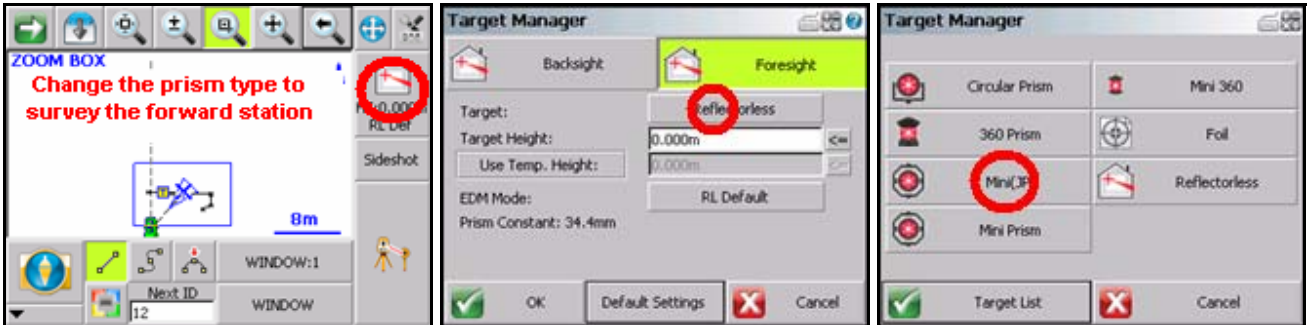 ZOOM BOX
Change the prism type to
survey the forward station
RL Def
Sideshot
8m
WINDOW:1
Next ID
12
WINDOW
Target Manager
Backsight
Foresight
Target:
Reflectorless
Target Height:
0.000m
<=
Use Temp. Height:
0.000m
<=
EDM Mode:
RL Default
Prism Constant: 34.4mm
OK
Default Settings
Cancel
Target Manager
Circular Prism
Mini 360
360 Prism
Foil
Mini(JP
Reflectorless
Mini Prism
Target List
Cancel